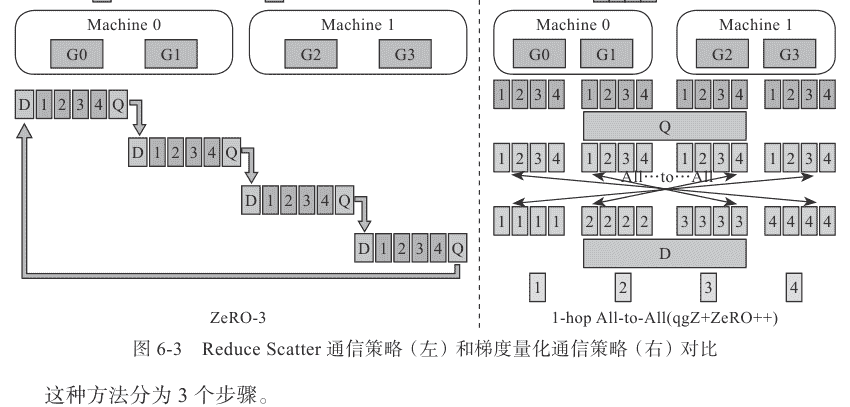 Machine 0
Machine 1
G0 G1
G2 G3
D 1 2 3 4 Q
D 1 2 3 4 Q
D 1 2 3 4 Q
D 1 2 3 4 Q
ZeRO-3
Machine 0
Machine 1
G0 G1
G2 G3
1 2 3 4 1 2 3 4 1 2 3 4 1 2 3 4
Q
1 2 3 4 1 2 3 4 1 2 3 4 1 2 3 4
All…to…All
1 1 1 1 2 2 2 2 3 3 3 3 4 4 4 4
D
1 2 3 4
1-hop All-to-All(qgZ+ZeRO++)
图 6-3 Reduce Scatter 通信策略（左）和梯度量化通信策略（右）对比
这种方法分为 3 个步骤。